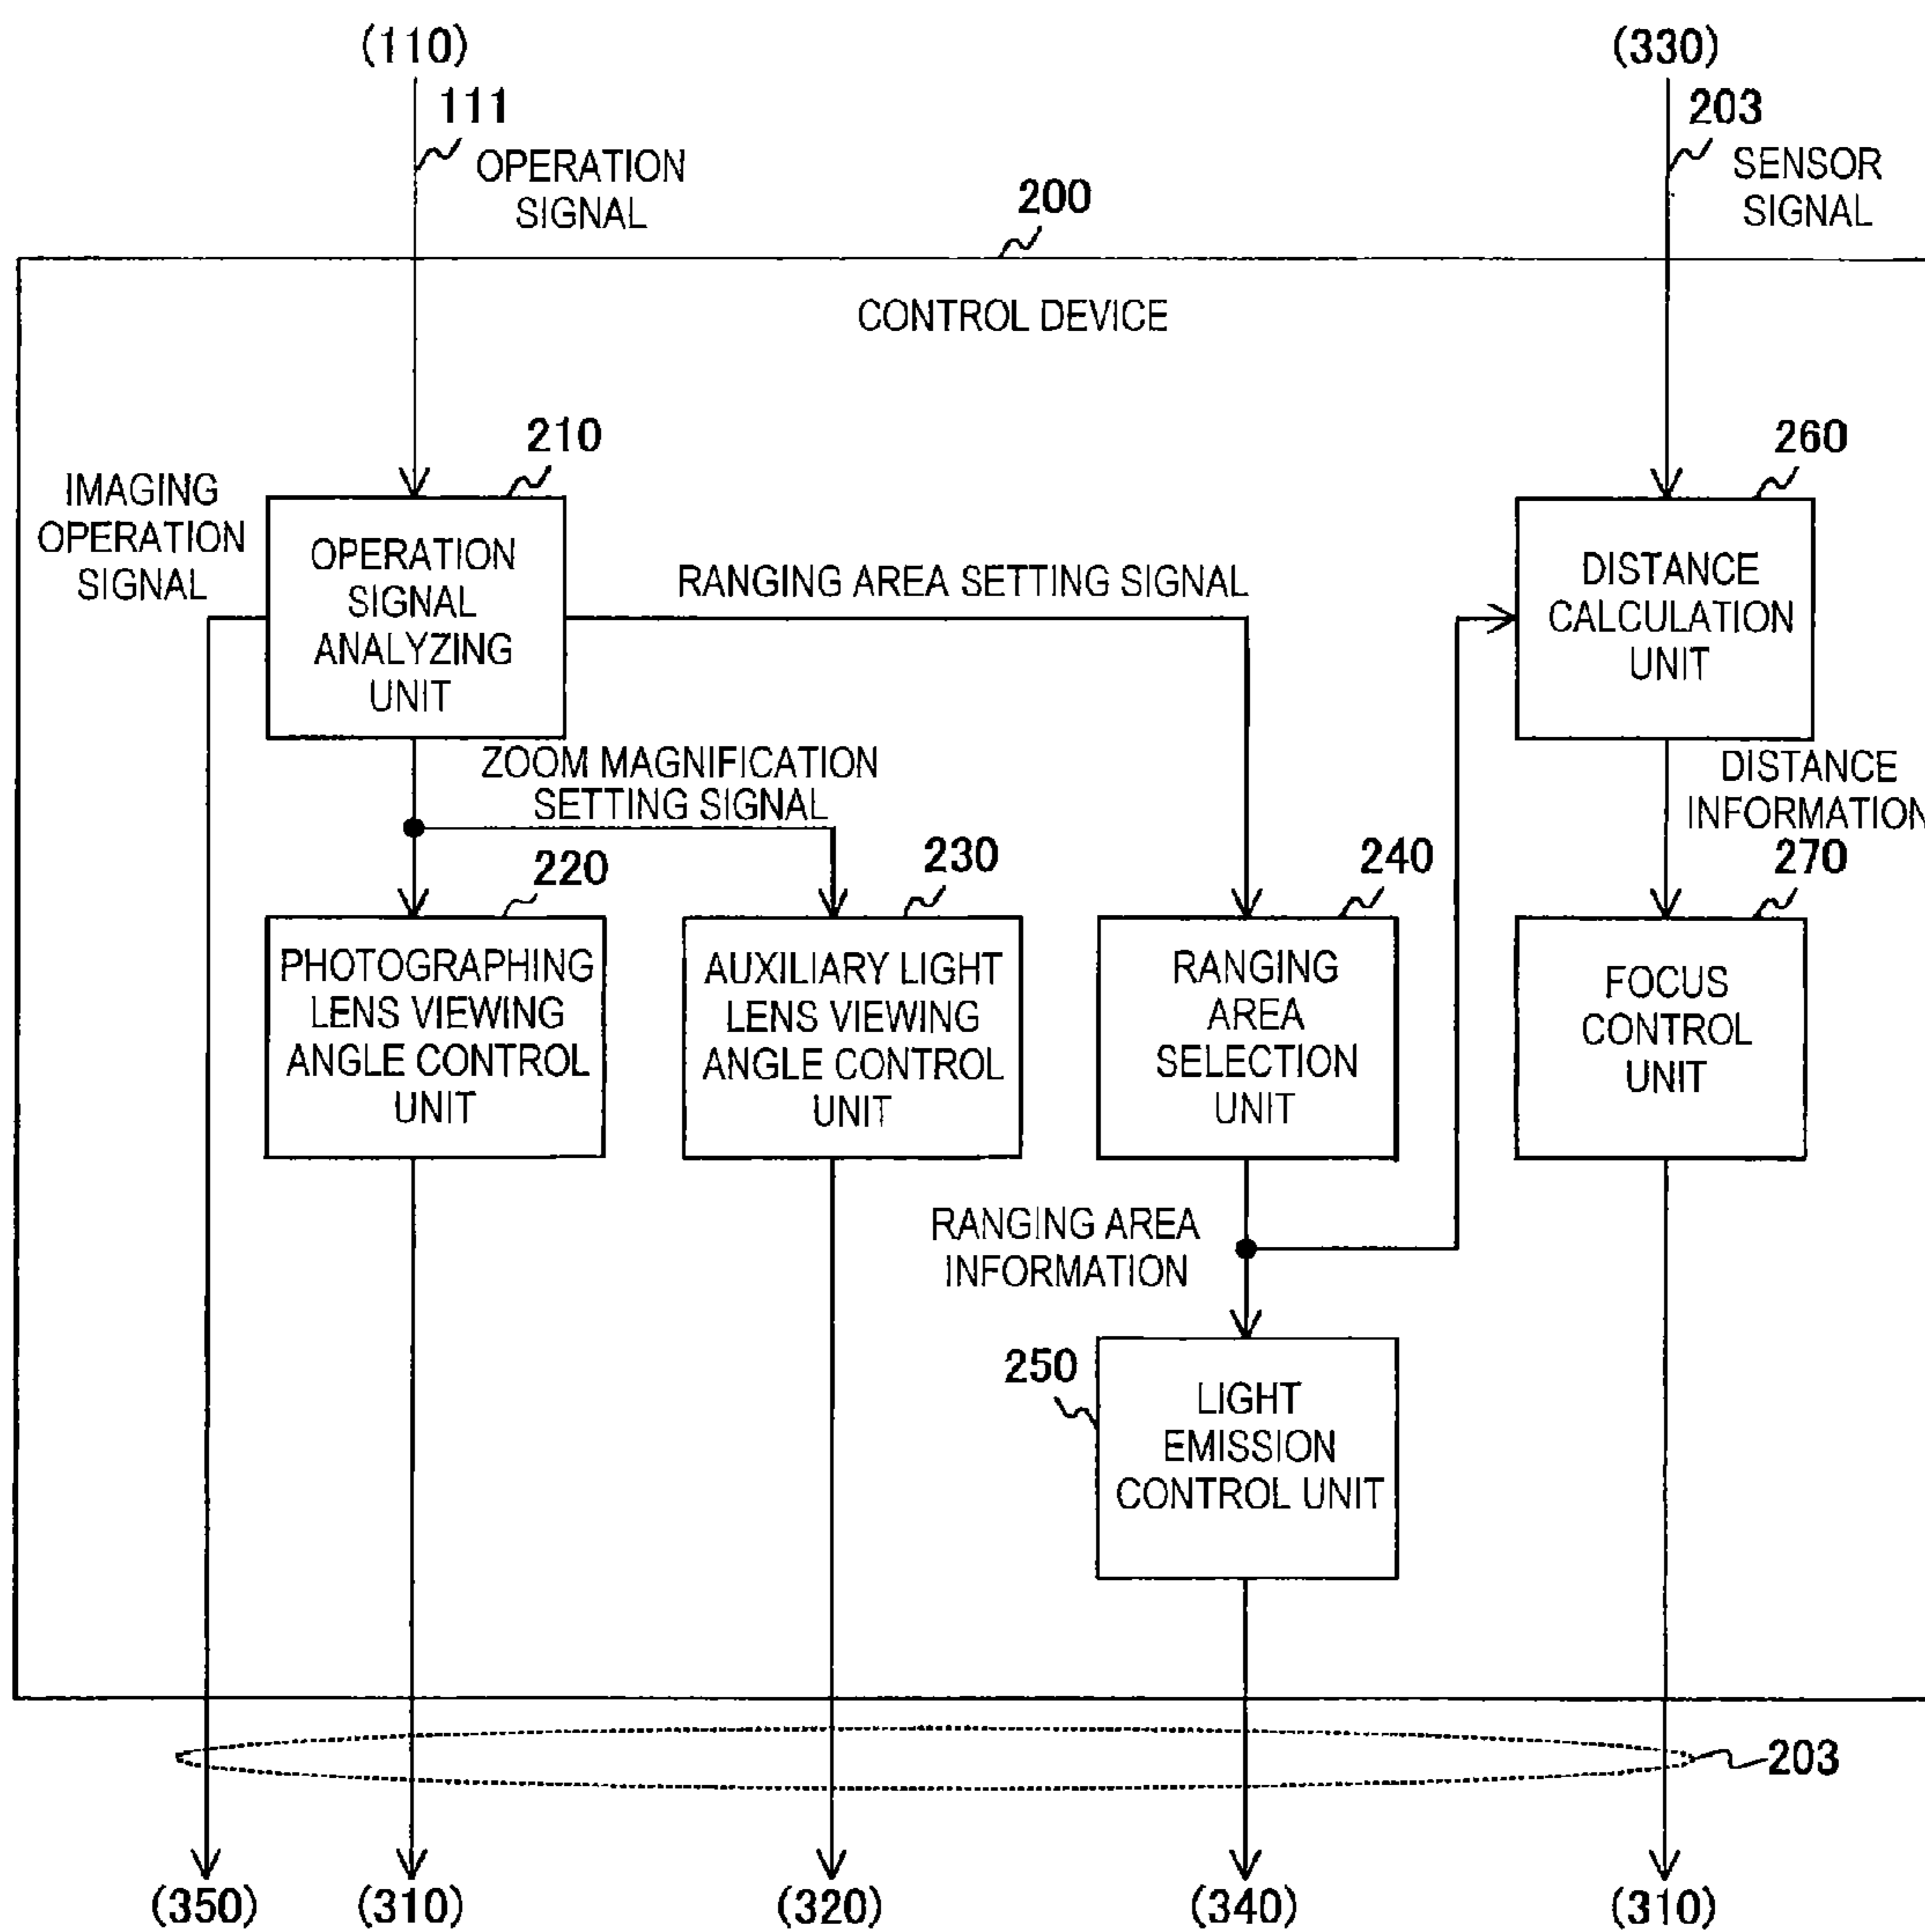 (110)
(330)
111
203
OPERATION
SIGNAL
SENSOR
SIGNAL
200
CONTROL DEVICE
210
260
IMAGING
OPERATION
SIGNAL
OPERATION
SIGNAL
ANALYZING
UNIT
RANGING AREA SETTING SIGNAL
DISTANCE
CALCULATION
UNIT
ZOOM MAGNIFICATION
SETTING SIGNAL
DISTANCE
INFORMATION
220
230
240
270
PHOTOGRAPHING
LENS VIEWING
ANGLE CONTROL
UNIT
AUXILIARY LIGHT
LENS VIEWING
ANGLE CONTROL
UNIT
RANGING
AREA
SELECTION
UNIT
FOCUS
CONTROL
UNIT
RANGING AREA
INFORMATION
250
LIGHT
EMISSION
CONTROL UNIT
203
(350)
(310)
(320)
(340)
(310)